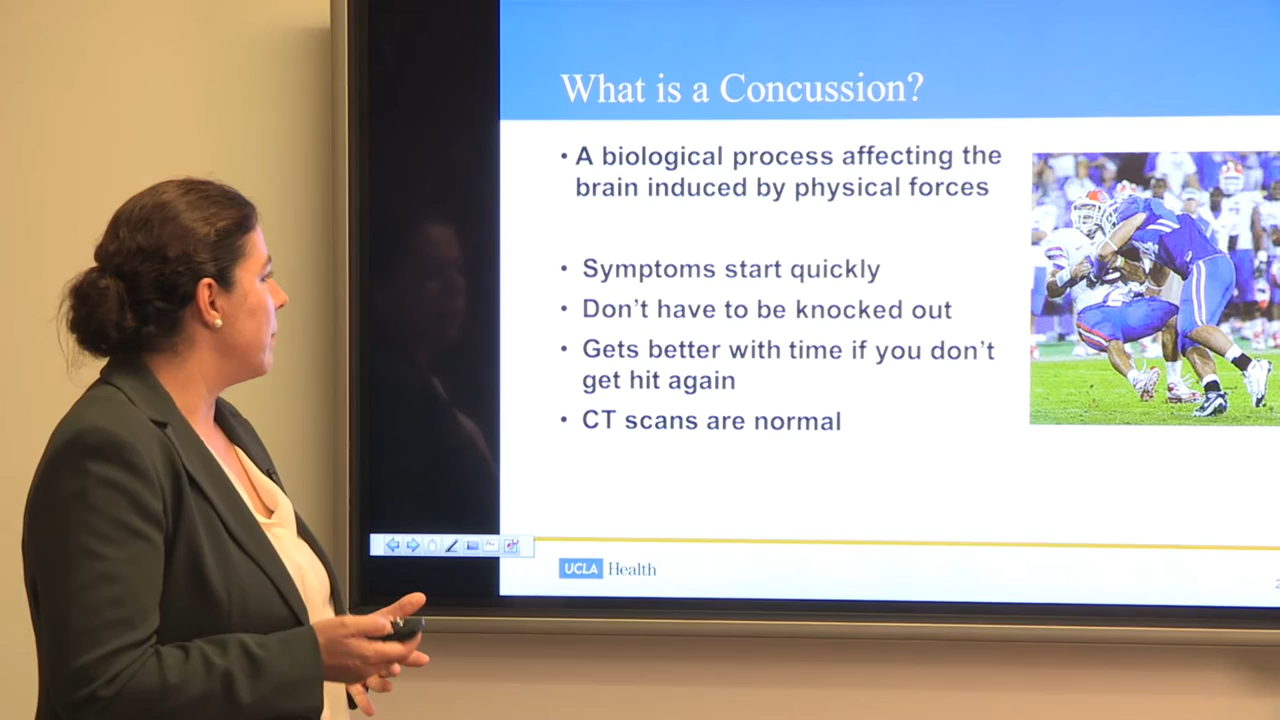 What is a Concussion?
• A biological process affecting the
brain induced by physical forces
• Symptoms start quickly
• Don't have to be knocked out
• Gets better with time if you don't
get hit again
• CT scans are normal
UCLA Health